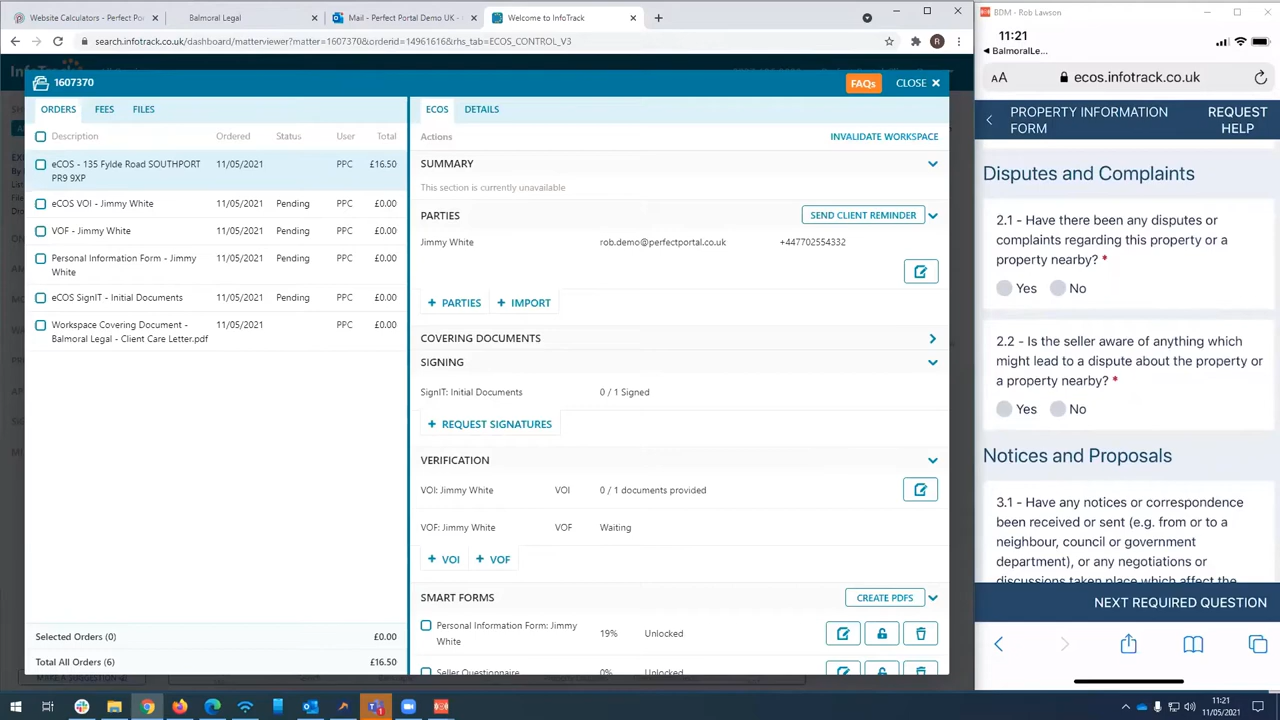 Website Calculators - Perfect Po
Balmoral Legal
Mail - Perfect Portal Demo U
Welcome to InfoTrack
search.infotrack.co.uk/dashboard/matterviewer?matter=1607370&orderid=14961616&rhs_tab=ECOS_CONTROL_V3
R
1607370
FAQs
CLOSE
ORDERS FEES FILES
Description Ordered Status User Total
eCOS - 135 Fylde Road SOUTHPORT 11/05/2021 PPC £16.50
PR9 9XP
eCOS VOI - Jimmy White 11/05/2021 Pending PPC £0.00
VOF - Jimmy White 11/05/2021 Pending PPC £0.00
Personal Information Form - Jimmy 11/05/2021 Pending PPC £0.00
White
eCOS SignIT - Initial Documents 11/05/2021 Pending PPC £0.00
Workspace Covering Document - 11/05/2021 PPC £0.00
Balmoral Legal - Client Care Letter.pdf
Selected Orders (0) £0.00
Total All Orders (6) £16.50
ECOS DETAILS
Actions INVALIDATE WORKSPACE
SUMMARY
This section is currently unavailable
PARTIES SEND CLIENT REMINDER
Jimmy White rob.demo@perfectportal.co.uk +447702554332
+ PARTIES + IMPORT
COVERING DOCUMENTS
SIGNING
SignIT: Initial Documents 0 / 1 Signed
+ REQUEST SIGNATURES
VERIFICATION
VOI: Jimmy White VOI 0 / 1 documents provided
VOF: Jimmy White VOF Waiting
+ VOI + VOF
SMART FORMS CREATE PDFS
Personal Information Form: Jimmy 19% Unlocked
White
Seller Questionnaire 0% Unlocked
BDM - Rob Lawson
11:21
BalmoralLe...
AA ecos.infotrack.co.uk
PROPERTY INFORMATION
FORM
REQUEST
HELP
Disputes and Complaints
2.1 - Have there been any disputes or
complaints regarding this property or a
property nearby? *
Yes No
2.2 - Is the seller aware of anything which
might lead to a dispute about the property or
a property nearby? *
Yes No
Notices and Proposals
3.1 - Have any notices or correspondence
been received or sent (e.g. from or to a
neighbour, council or government
department), or any negotiations or
discussions taken place which affect the
NEXT REQUIRED QUESTION
11:21
11/05/2021